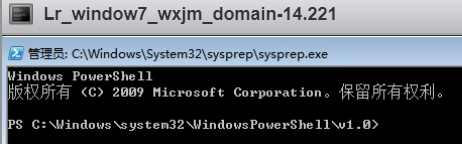 Lr_window7_wxjm_domain-14.221
管理员: C:\Windows\System32\sysprep\sysprep.exe
Windows PowerShell
版权所有 (C) 2009 Microsoft Corporation。保留所有权利。
PS C:\Windows\system32\WindowsPowerShell\v1.0>